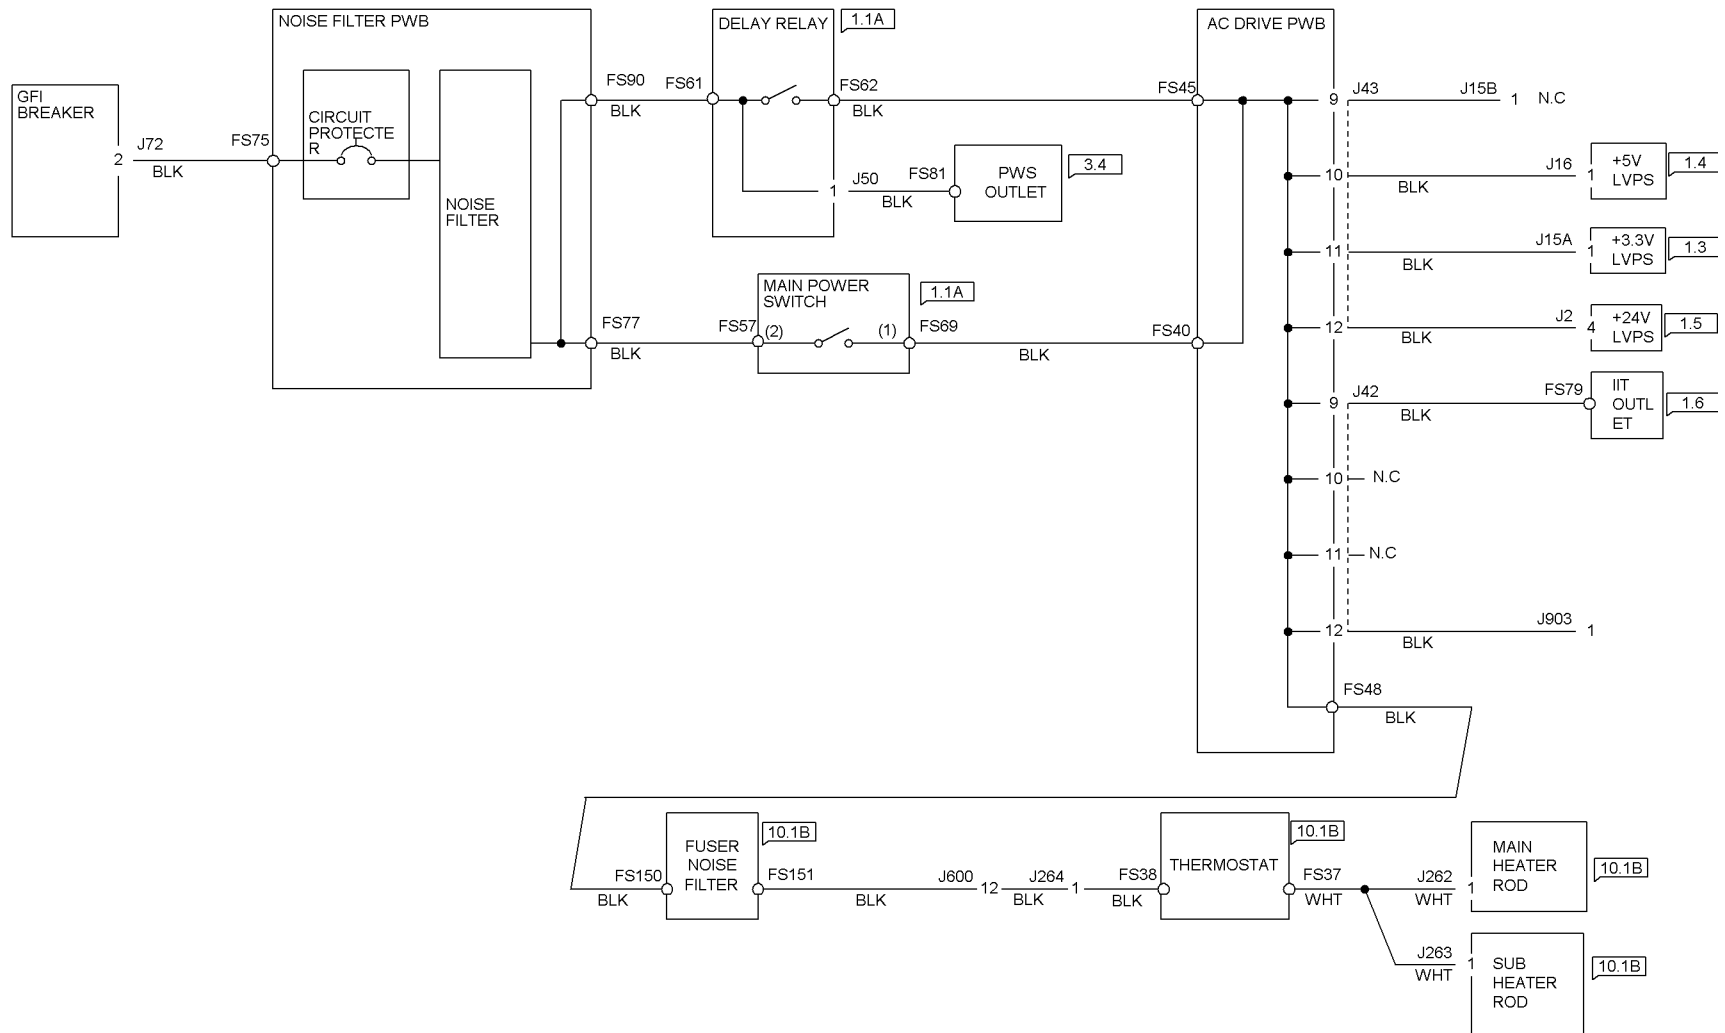 NOISE FILTER PWB
DELAY RELAY
1.1A
AC DRIVE PWB
GFI
BREAKER
2
J72
BLK
FS75
CIRCUIT
PROTECTE
R
NOISE
FILTER
FS90
BLK
FS61
FS62
BLK
FS45
9
J43
J15B
1
N.C
1
J50
BLK
FS81
PWS
OUTLET
3.4
10
BLK
J16
1
+5V
LVPS
1.4
11
BLK
J15A
1
+3.3V
LVPS
1.3
FS77
BLK
FS57
MAIN POWER
SWITCH
(2)
(1)
1.1A
FS69
BLK
FS40
12
BLK
J2
4
+24V
LVPS
1.5
9
J42
BLK
FS79
IIT
OUTL
ET
1.6
10
N.C
11
N.C
12
BLK
J903
1
FS48
BLK
FS150
BLK
FUSER
NOISE
FILTER
10.1B
FS151
BLK
J600
12
J264
BLK
1
FS38
BLK
THERMOSTAT
10.1B
FS37
WHT
J262
WHT
1
MAIN
HEATER
ROD
10.1B
J263
WHT
1
SUB
HEATER
ROD
10.1B